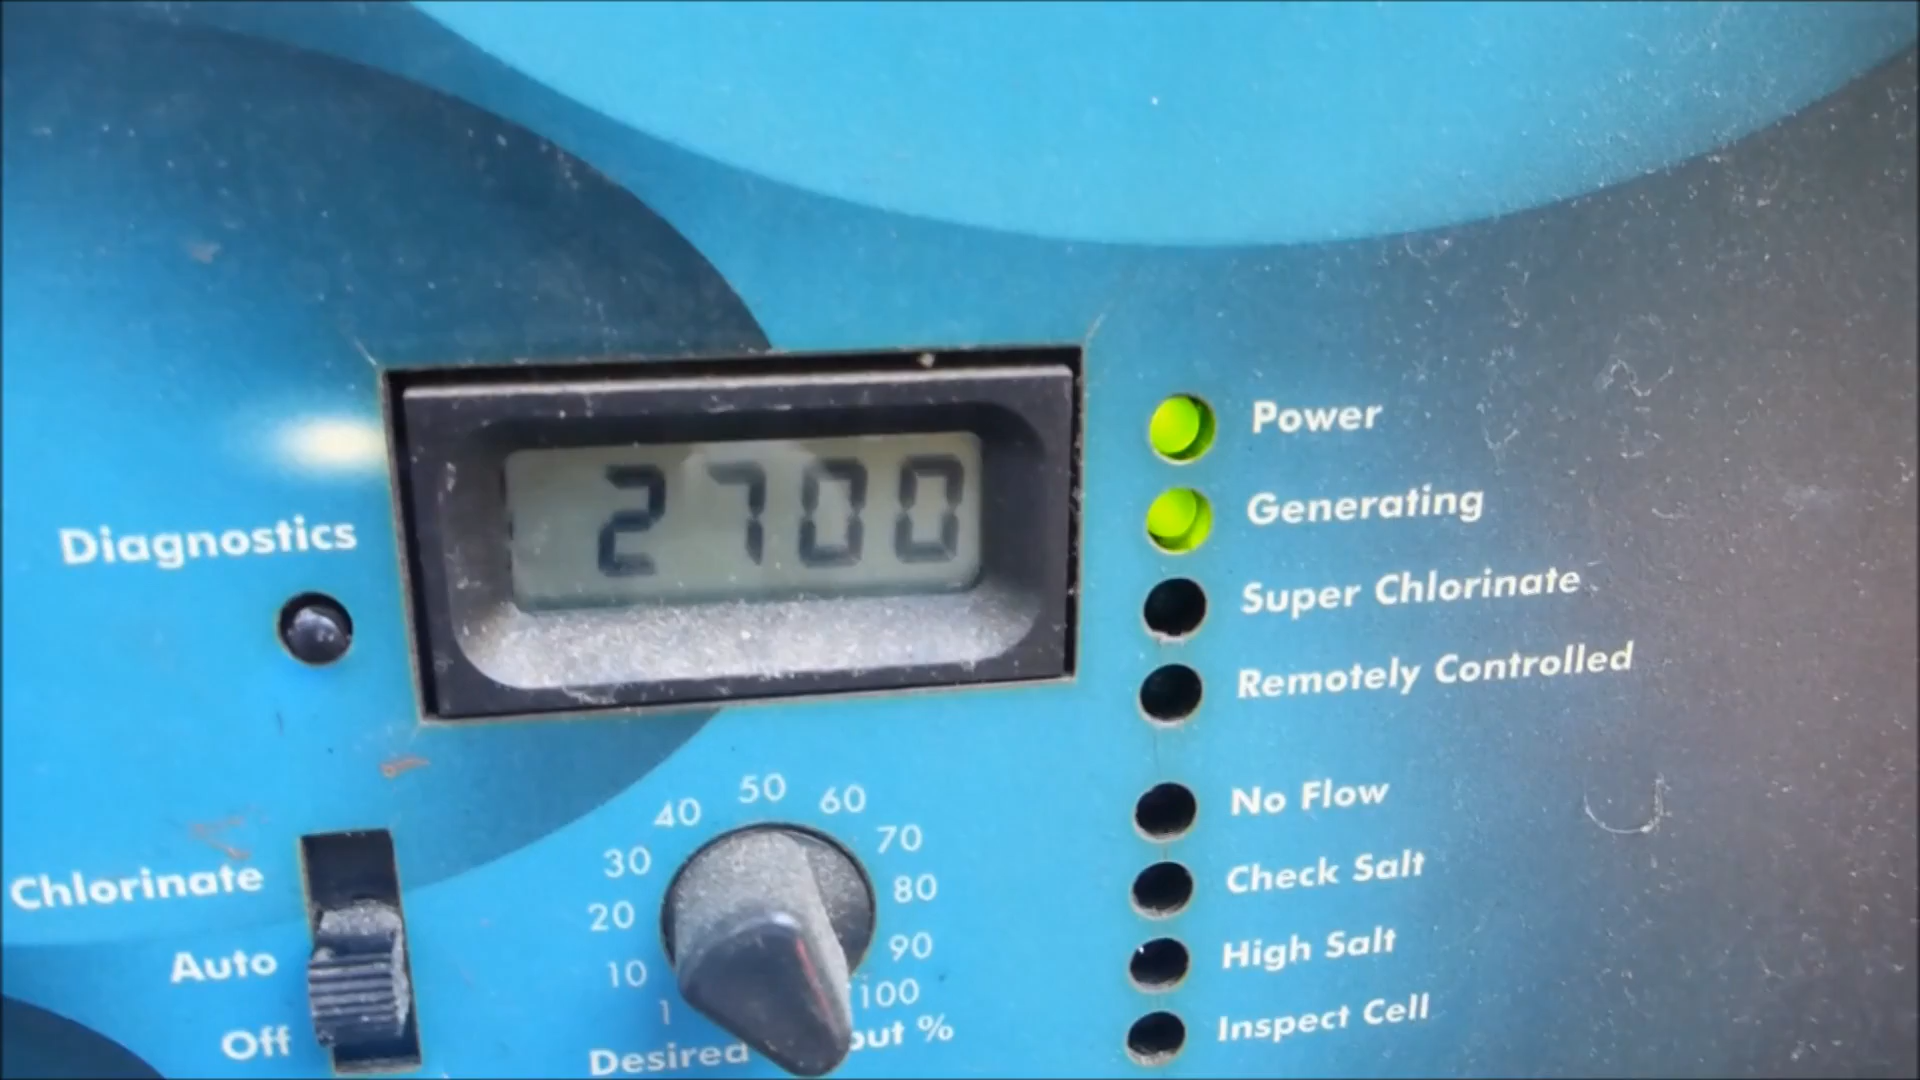 2700
Power
Generating
Super Chlorinate
Remotely Controlled
No Flow
Check Salt
High Salt
Inspect Cell
Diagnostics
Chlorinate
Auto
Off
50
40
60
30
70
20
80
10
90
1
100
Desired put %